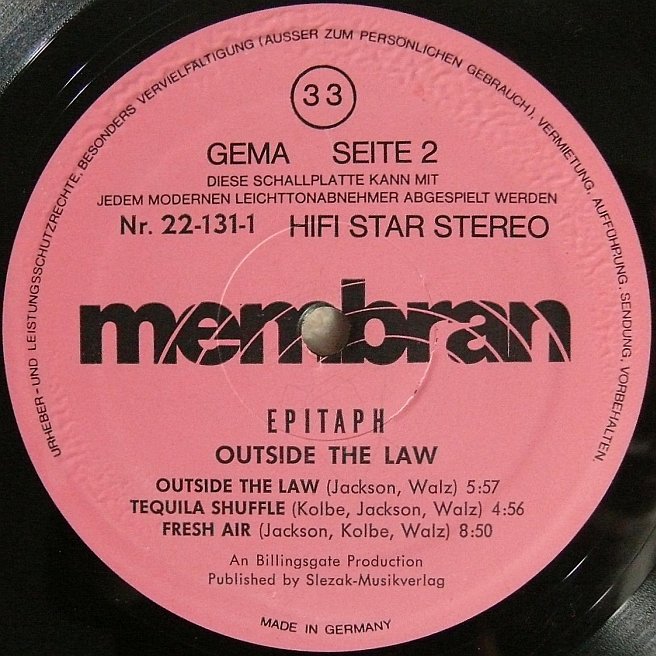 URHEBER- UND LEISTUNGSSCHUTZRECHTE, BESONDERS VERVIELFÄLTIGUNG (AUSSER ZUM PERSÖNLICHEN GEBRAUCH), VERMIETUNG, AUFFÜHRUNG, SENDUNG, VORBEHALTEN.
33
GEMA SEITE 2
DIESE SCHALLPLATTE KANN MIT
JEDEM MODERNEN LEICHTTONABNEHMER ABGESPIELT WERDEN
Nr. 22-131-1 HIFI STAR STEREO
membran
EPITAPH
OUTSIDE THE LAW
OUTSIDE THE LAW (Jackson, Walz) 5:57
TEQUILA SHUFFLE (Kolbe, Jackson, Walz) 4:56
FRESH AIR (Jackson, Kolbe, Walz) 8:50
An Billingsgate Production
Published by Slezak-Musikverlag
MADE IN GERMANY